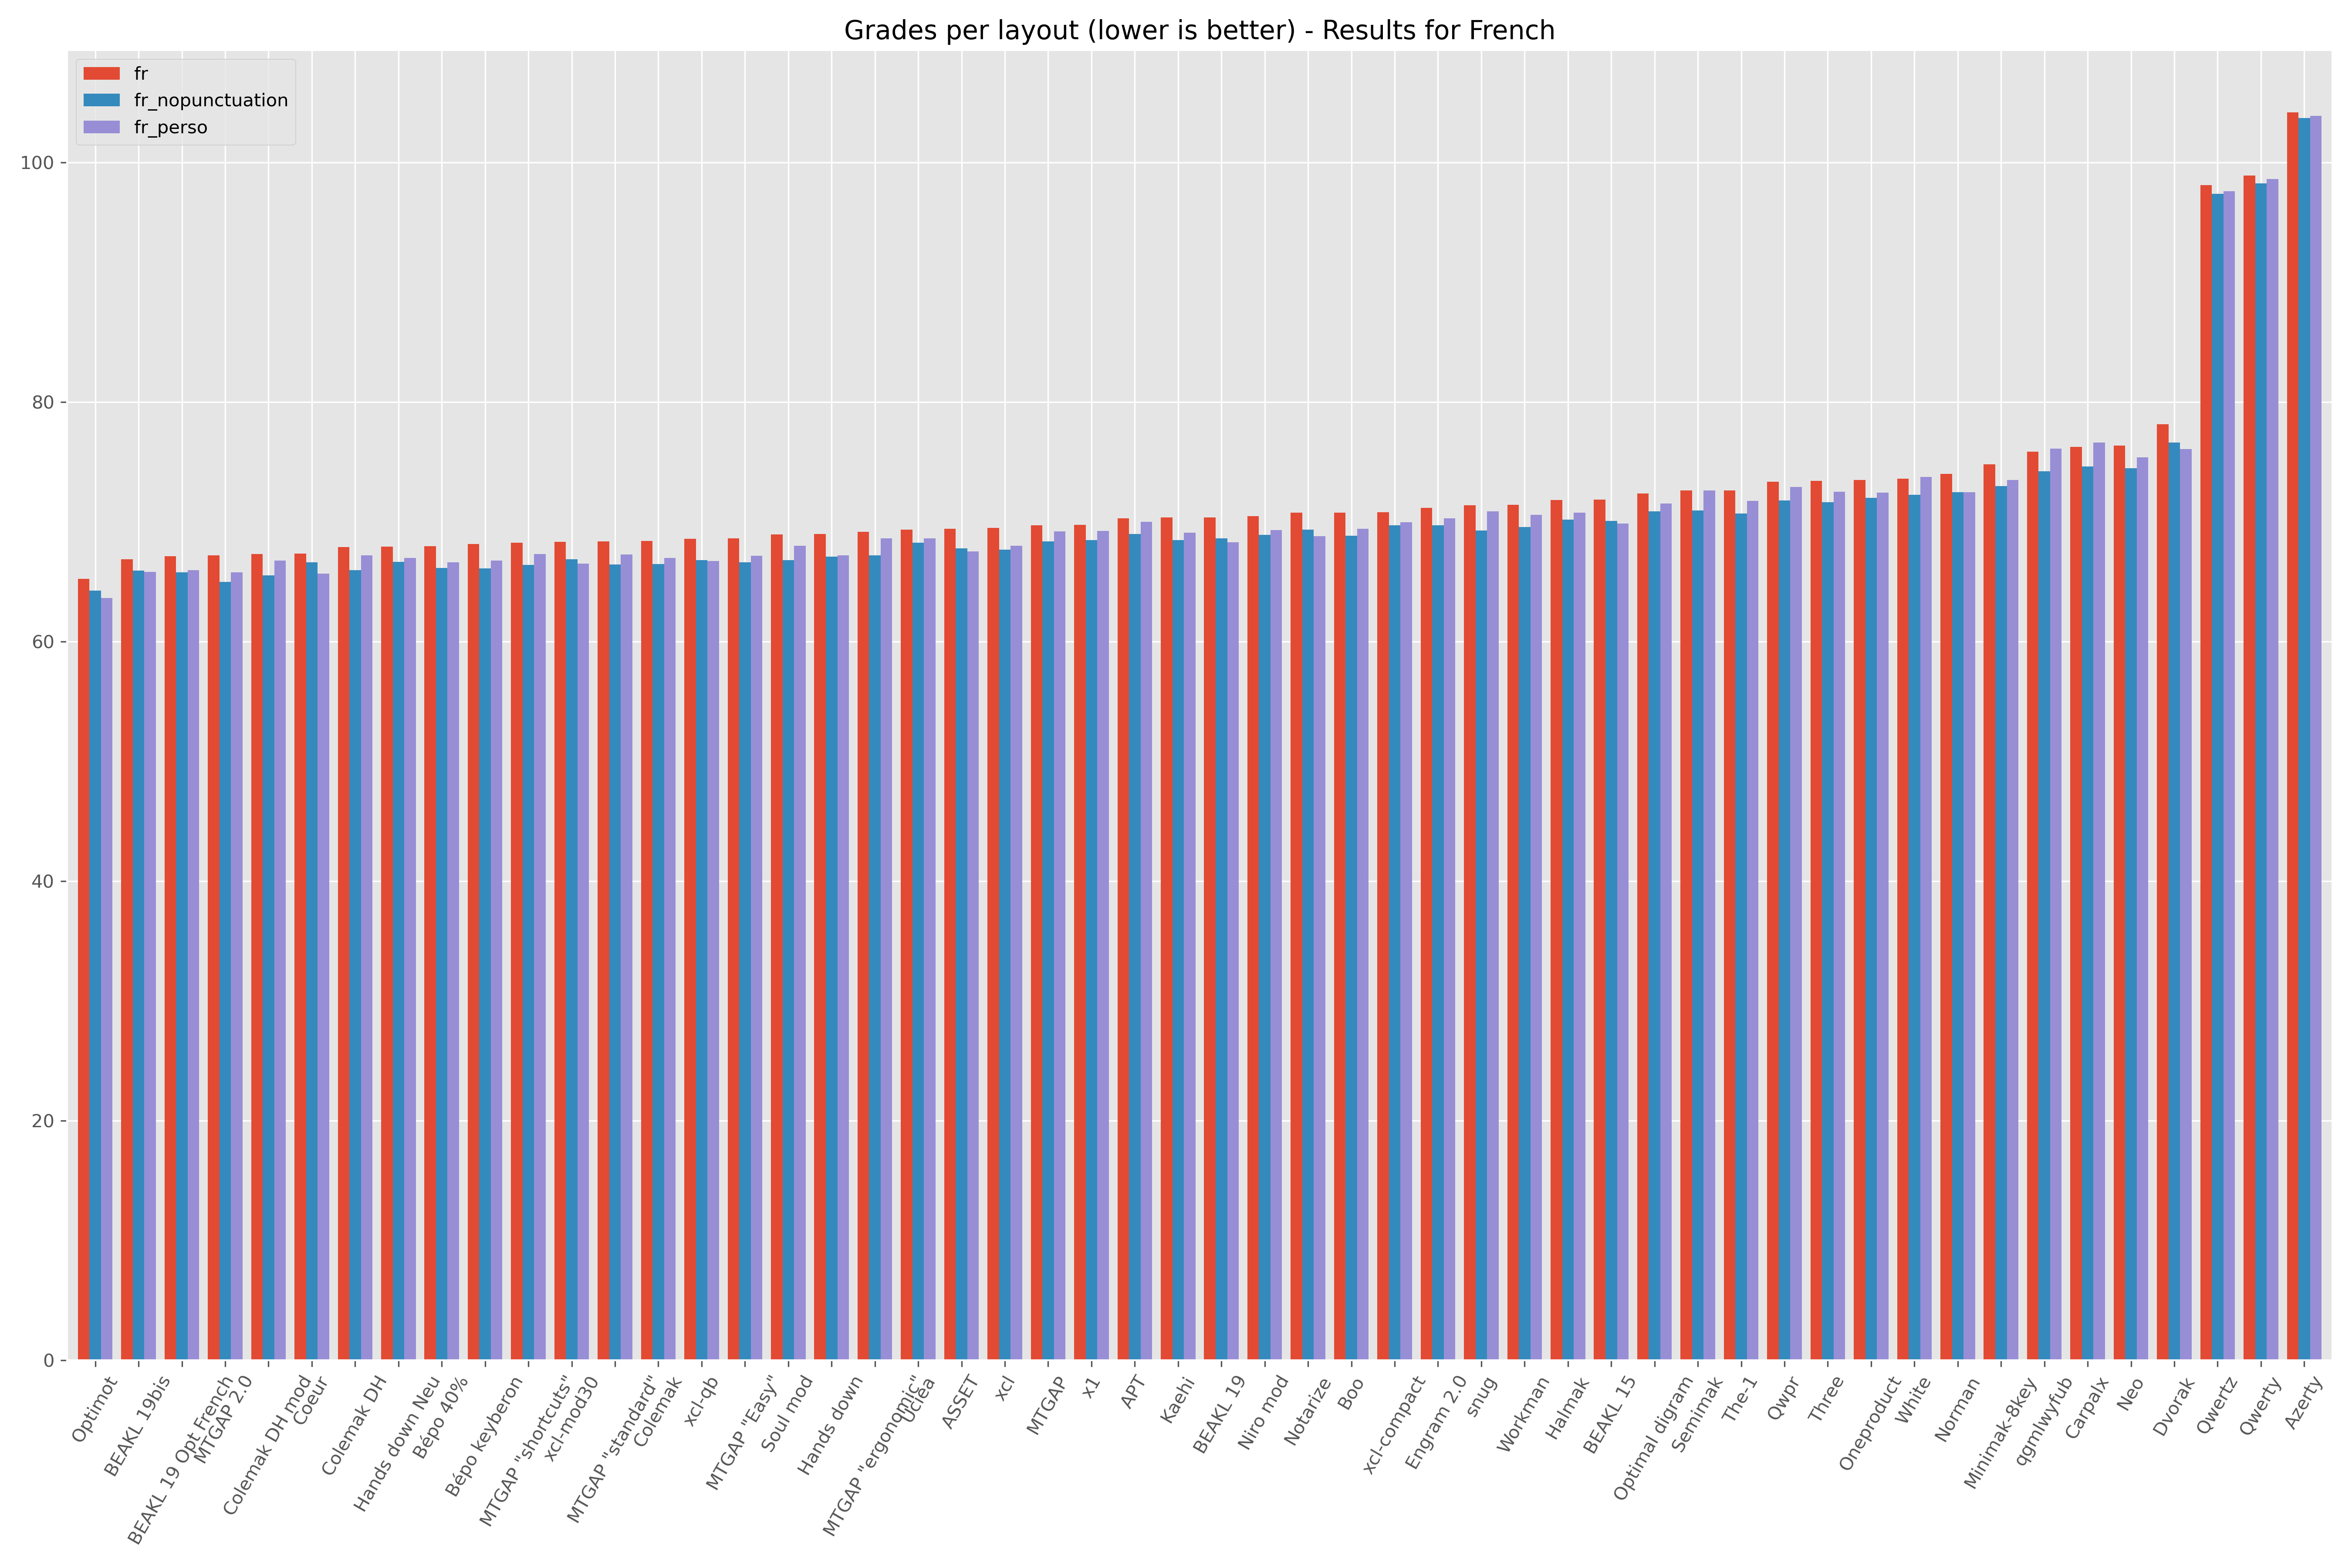 Grades per layout (lower is better) - Results for French
fr
fr_nopunctuation
fr_perso
100
80
60
40
20
0
Optimot
BEAKL 19bis
BEAKL 19 Opt French
MTGAP 2.0
Colemak DH mod
Coeur
Colemak DH
Hands down Neu
Bépo 40%
Bépo keyberon
MTGAP "shortcuts"
xcl-mod30
MTGAP "standard"
Colemak
xcl-qb
MTGAP "Easy"
Soul mod
Hands down
MTGAP "ergonomic"
Uciéa
ASSET
xcl
MTGAP
x1
APT
Kaehi
BEAKL 19
Niro mod
Notarize
Boo
xcl-compact
Engram 2.0
snug
Workman
Halmak
BEAKL 15
Optimal digram
Semimak
The-1
Qwpr
Three
Oneproduct
White
Norman
Minimak-8key
qgmlwyfub
Carpalx
Neo
Dvorak
Qwertz
Qwerty
Azerty